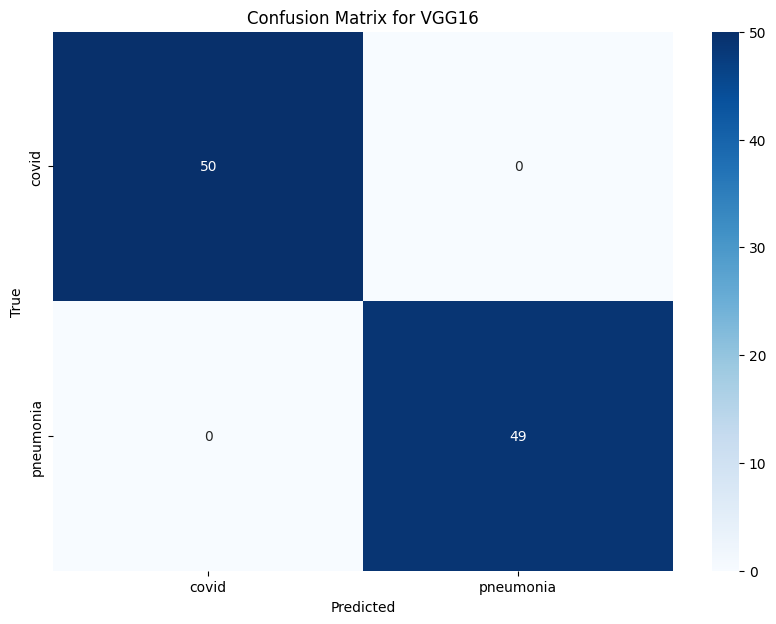 Confusion Matrix for VGG16
True
covid
pneumonia
50
0
0
49
covid
pneumonia
Predicted
50
40
30
20
10
0